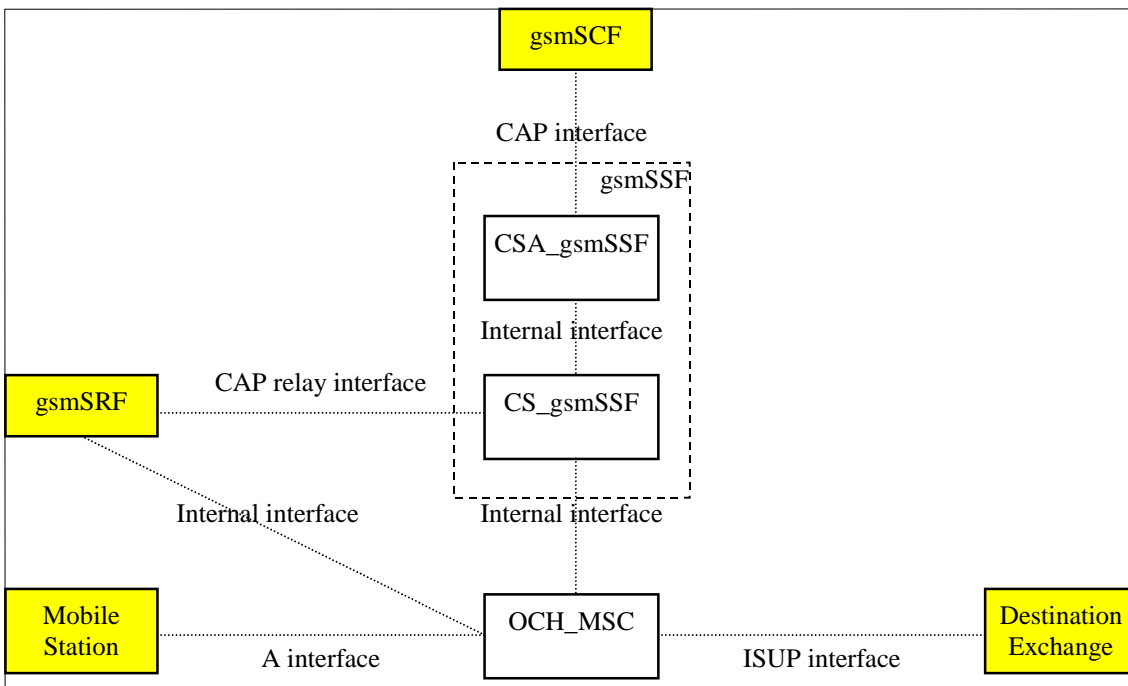 gsmSCF
CAP interface
gsmSSF
CSA_gsmSSF
Internal interface
CAP relay interface
gsmSRF
CS_gsmSSF
Internal interface
Internal interface
Mobile
Station
A interface
OCH_MSC
ISUP interface
Destination
Exchange